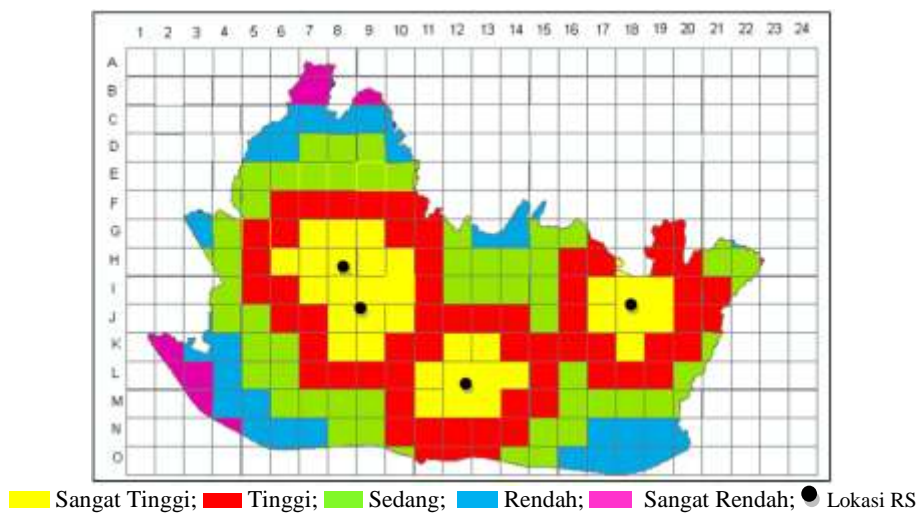 1 2 3 4 5 6 7 8 9 10 11 12 13 14 15 16 17 18 19 20 21 22 23 24
A
B
C
D
E
F
G
H
I
J
K
L
M
N
O
Sangat Tinggi; Tinggi; Sedang; Rendah; Sangat Rendah; Lokasi RS